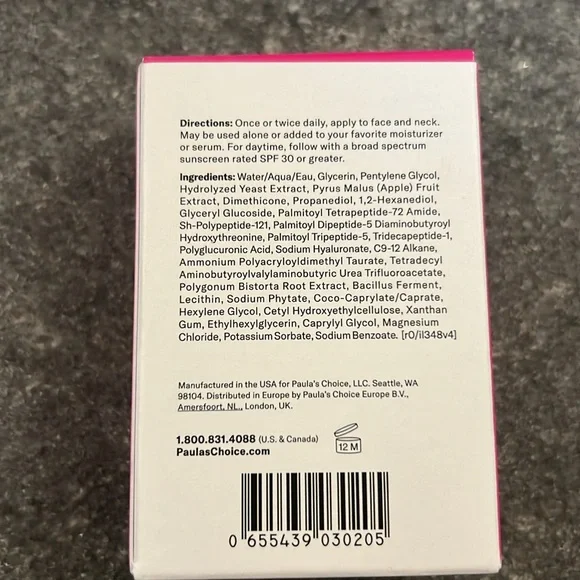 Directions: Once or twice daily, apply to face and neck.
May be used alone or added to your favorite moisturizer
or serum. For daytime, follow with a broad spectrum
sunscreen rated SPF 30 or greater.
Ingredients: Water/Aqua/Eau, Glycerin, Pentylene Glycol,
Hydrolyzed Yeast Extract, Pyrus Malus (Apple) Fruit
Extract, Dimethicone, Propanediol, 1,2-Hexanediol,
Glyceryl Glucoside, Palmitoyl Tetrapeptide-72 Amide,
Sh-Polypeptide-121, Palmitoyl Dipeptide-5 Diaminobutyroyl
Hydroxythreonine, Palmitoyl Tripeptide-5, Tridecapeptide-1,
Polyglucuronic Acid, Sodium Hyaluronate, C9-12 Alkane,
Ammonium Polyacryloyldimethyl Taurate, Tetradecyl
Aminobutyroylvalylaminobutyric Urea Trifluoroacetate,
Polygonum Bistorta Root Extract, Bacillus Ferment,
Lecithin, Sodium Phytate, Coco-Caprylate/Caprate,
Hexylene Glycol, Cetyl Hydroxyethylcellulose, Xanthan
Gum, Ethylhexylglycerin, Caprylyl Glycol, Magnesium
Chloride, Potassium Sorbate, Sodium Benzoate. [r0/il348v4]
Manufactured in the USA for Paula's Choice, LLC. Seattle, WA
98104. Distributed in Europe by Paula's Choice Europe B.V.,
Amersfoort, NL., London, UK.
1.800.831.4088 (U.S. & Canada)
PaulasChoice.com
12 M
0 655439 030205